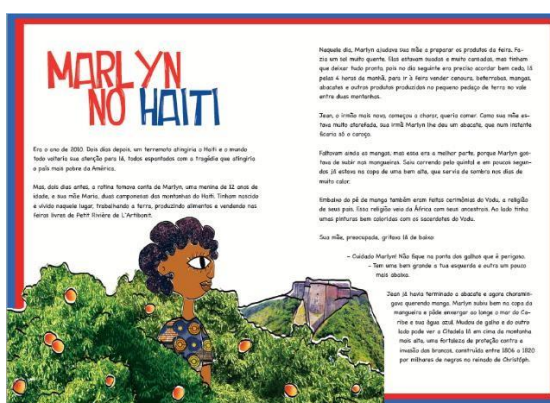 MARLYN
NO HAITI
Era o ano de 2010. Dois dias depois, um terremoto atingiria o Haiti e o mundo
todo voltaria sua atenção para lá, todos espantados com a tragédia que atingiria
o país mais pobre da América.
Mas, dois dias antes, a rotina tomava conta de Marlyn, uma menina de 12 anos de
idade, e sua mãe Maria, duas camponesas das montanhas do Haiti. Tinham nascido
e vivido naquele lugar, trabalhando a terra, produzindo alimentos e vendendo nas
feiras livres de Petit Rivière de L'Artibonit.
Naquele dia, Marlyn ajudava sua mãe a preparar os produtos da feira. Fa-
zia um sol muito quente. Elas estavam suadas e muito cansadas, mas tinham
que deixar tudo pronto, pois no dia seguinte era preciso acordar bem cedo, lá
pelas 4 horas da manhã, para ir à feira vender cenoura, beterrabas, mangas,
abacates e outros produtos produzidos no pequeno pedaço de terra no vale
entre duas montanhas.
Jean, o irmão mais novo, começou a chorar, queria comer. Como sua mãe es-
tava muito atarefada, sua irmã Marlyn lhe deu um abacate, que num instante
ficaria só o caroço.
Faltavam ainda as mangas, mas essa era a melhor parte, porque Marlyn gos-
tava de subir nas mangueiras. Saiu correndo pelo quintal e em poucos segun-
dos já estava na copa de uma bem alta, que servia de sombra nos dias de
muito calor.
Embaixo do pé de manga também eram feitas cerimônias do Vodu, a religião
de seus pais. Essa religião veio da África com seus ancestrais. Ao lado tinha
umas pinturas bem coloridas com os sacerdotes do Vodu.
Sua mãe, preocupada, gritava lá de baixo:
– Cuidado Marlyn! Não fique na ponta dos galhos que é perigoso.
– Tem uma bem grande a tua esquerda e outra um pouco
mais abaixo.
Jean já havia terminado o abacate e agora choramin-
gava querendo manga. Marlyn subiu bem na copa da
mangueira e pôde enxergar ao longe o mar do Ca-
ribe e sua água azul. Mudou de galho e do outro
lado pode ver a Citadela lá em cima da montanha
mais alta, uma fortaleza de proteção contra a
invasão dos brancos, construída entre 1806 a 1820
por milhares de negros no reinado de Christôph.